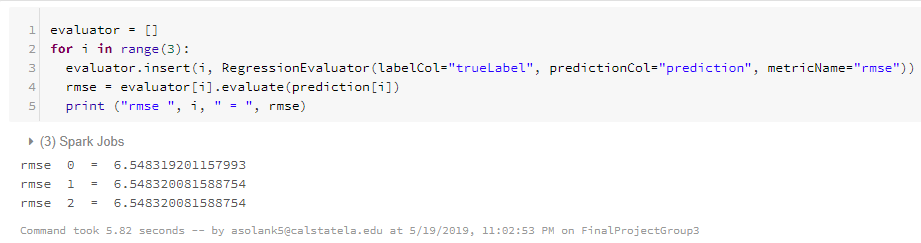 1 evaluator = []
2 for i in range(3):
3   evaluator.insert(i, RegressionEvaluator(labelCol="trueLabel", predictionCol="prediction", metricName="rmse"))
4   rmse = evaluator[i].evaluate(prediction[i])
5   print ("rmse ", i, " = ", rmse)
(3) Spark Jobs
rmse  0  =  6.548319201157993
rmse  1  =  6.548320081588754
rmse  2  =  6.548320081588754
Command took 5.82 seconds -- by asolank5@calstatela.edu at 5/19/2019, 11:02:53 PM on FinalProjectGroup3